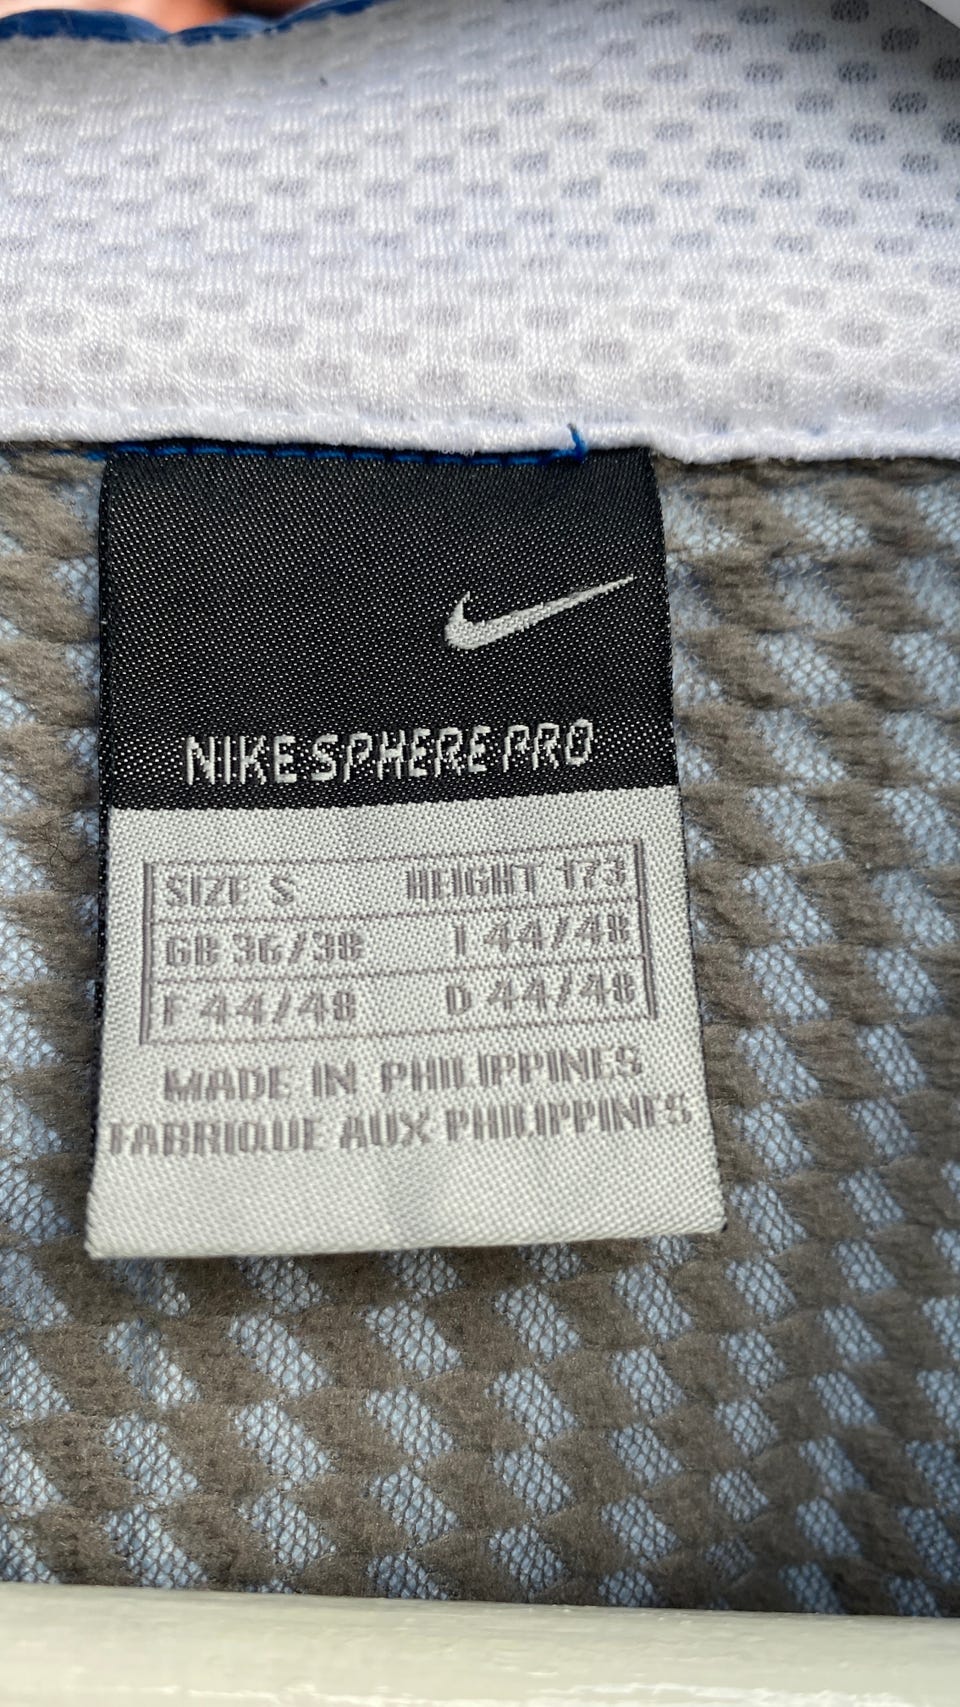 NIKE SPHERE PRO
SIZE S HEIGHT 173
GB 36/38 I 44/48
F 44/48 D 44/48
MADE IN PHILIPPINES
FABRIQUE AUX PHILIPPINES